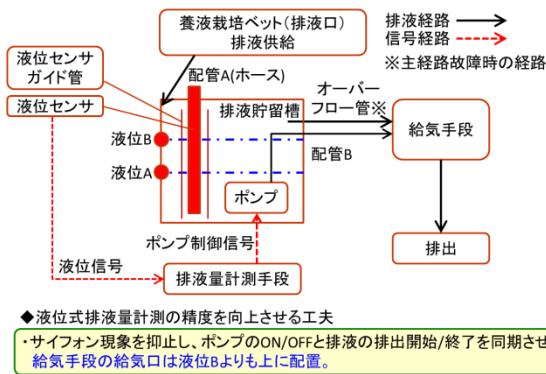 養液栽培ベット（排液口）
排液供給
排液経路
信号経路
※主経路故障時の経路
液位センサ
ガイド管
液位センサ
配管A(ホース)
排液貯留槽
オーバー
フロー管※
給気手段
液位B
配管B
液位A
ポンプ
ポンプ制御信号
排出
液位信号
排液量計測手段
◆液位式排液量計測の精度を向上させる工夫
・サイフォン現象を抑止し、ポンプのON/OFFと排液の排出開始/終了を同期させ
給気手段の給気口は液位Bよりも上に配置。